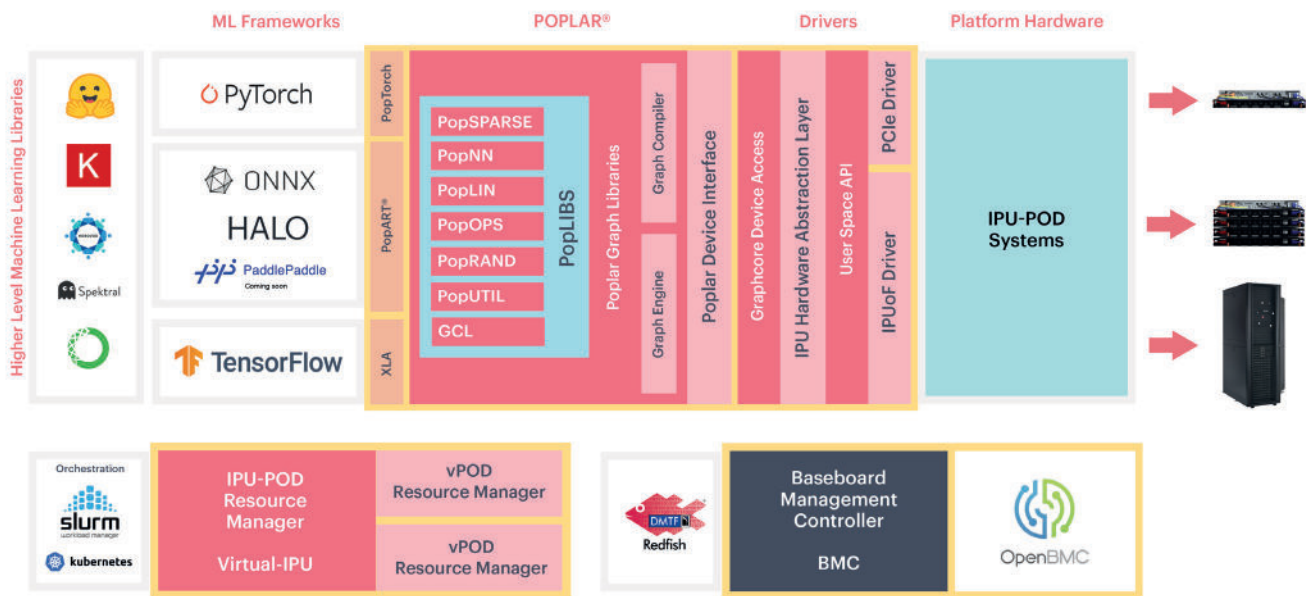 ML Frameworks
POPLAR®
Drivers
Platform Hardware
Higher Level Machine Learning Libraries
K
Spektral
PyTorch
ONNX
HALO
PaddlePaddle
Coming soon
TensorFlow
PopTorch
PopART®
XLA
PopSPARSE
PopNN
PopLIN
PopOPS
PopRAND
PopUTIL
GCL
PopLIBS
Poplar Graph Libraries
Graph Compiler
Graph Engine
Poplar Device Interface
Graphcore Device Access
IPU Hardware Abstraction Layer
User Space API
PCIe Driver
IPUoF Driver
IPU-POD
Systems
Orchestration
slurm
workload manager
kubernetes
IPU-POD
Resource
Manager
Virtual-IPU
vPOD
Resource Manager
vPOD
Resource Manager
DMTF
Redfish
Baseboard
Management
Controller
BMC
OpenBMC